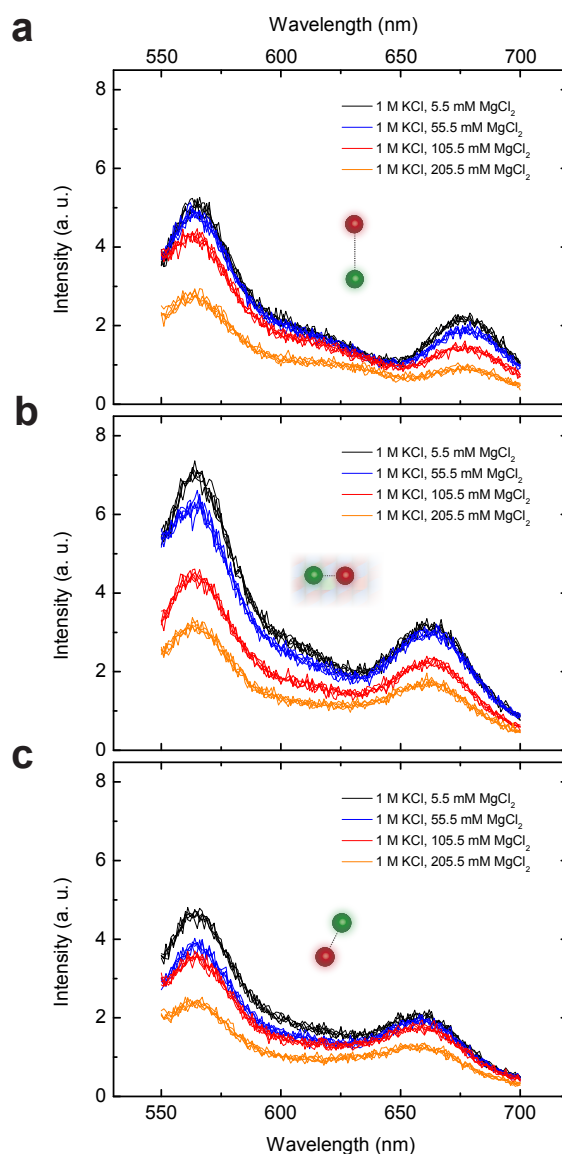 a
Wavelength (nm)
550 600 650 700
8
6
4
2
0
Intensity (a. u.)
1 M KCl, 5.5 mM MgCl₂
1 M KCl, 55.5 mM MgCl₂
1 M KCl, 105.5 mM MgCl₂
1 M KCl, 205.5 mM MgCl₂
b
8
6
4
2
0
Intensity (a. u.)
1 M KCl, 5.5 mM MgCl₂
1 M KCl, 55.5 mM MgCl₂
1 M KCl, 105.5 mM MgCl₂
1 M KCl, 205.5 mM MgCl₂
c
8
6
4
2
0
Intensity (a. u.)
1 M KCl, 5.5 mM MgCl₂
1 M KCl, 55.5 mM MgCl₂
1 M KCl, 105.5 mM MgCl₂
1 M KCl, 205.5 mM MgCl₂
550 600 650 700
Wavelength (nm)